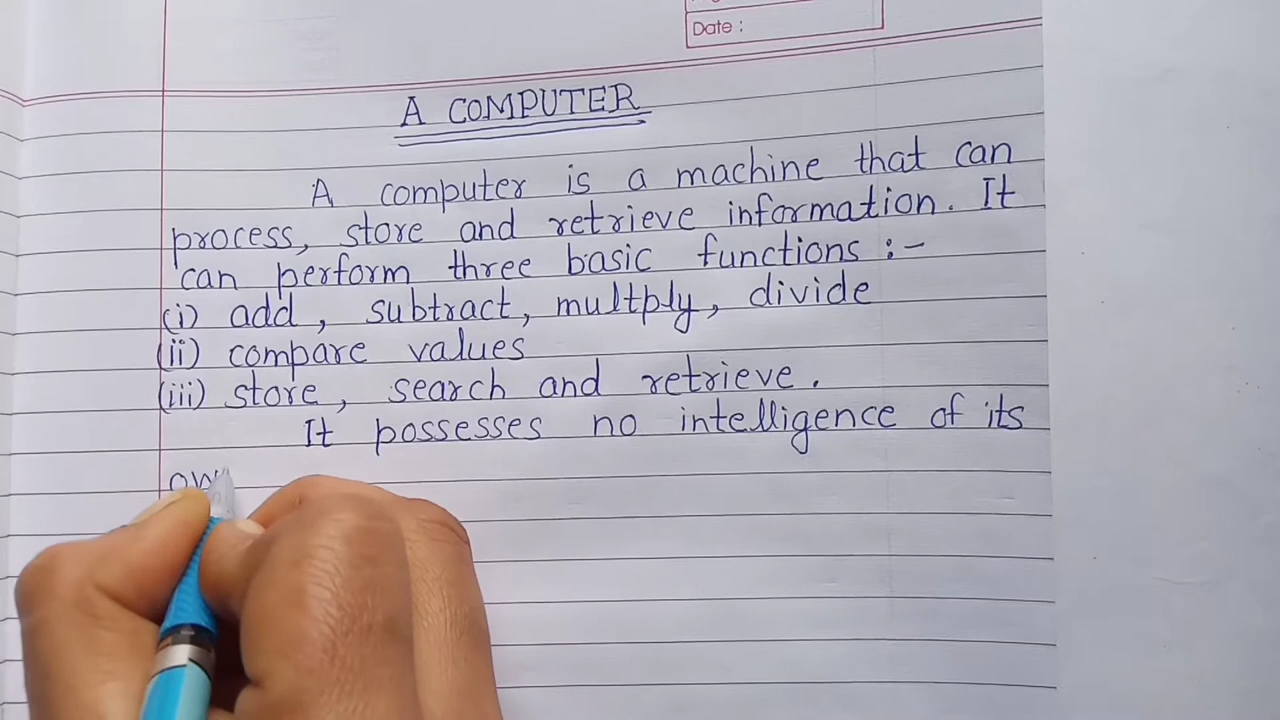 Date :
A COMPUTER
A computer is a machine that can
process, store and retrieve information. It
can perform three basic functions :-
(i) add, subtract, multply, divide
(ii) compare values
(iii) store, search and retrieve.
It possesses no intelligence of its
ow